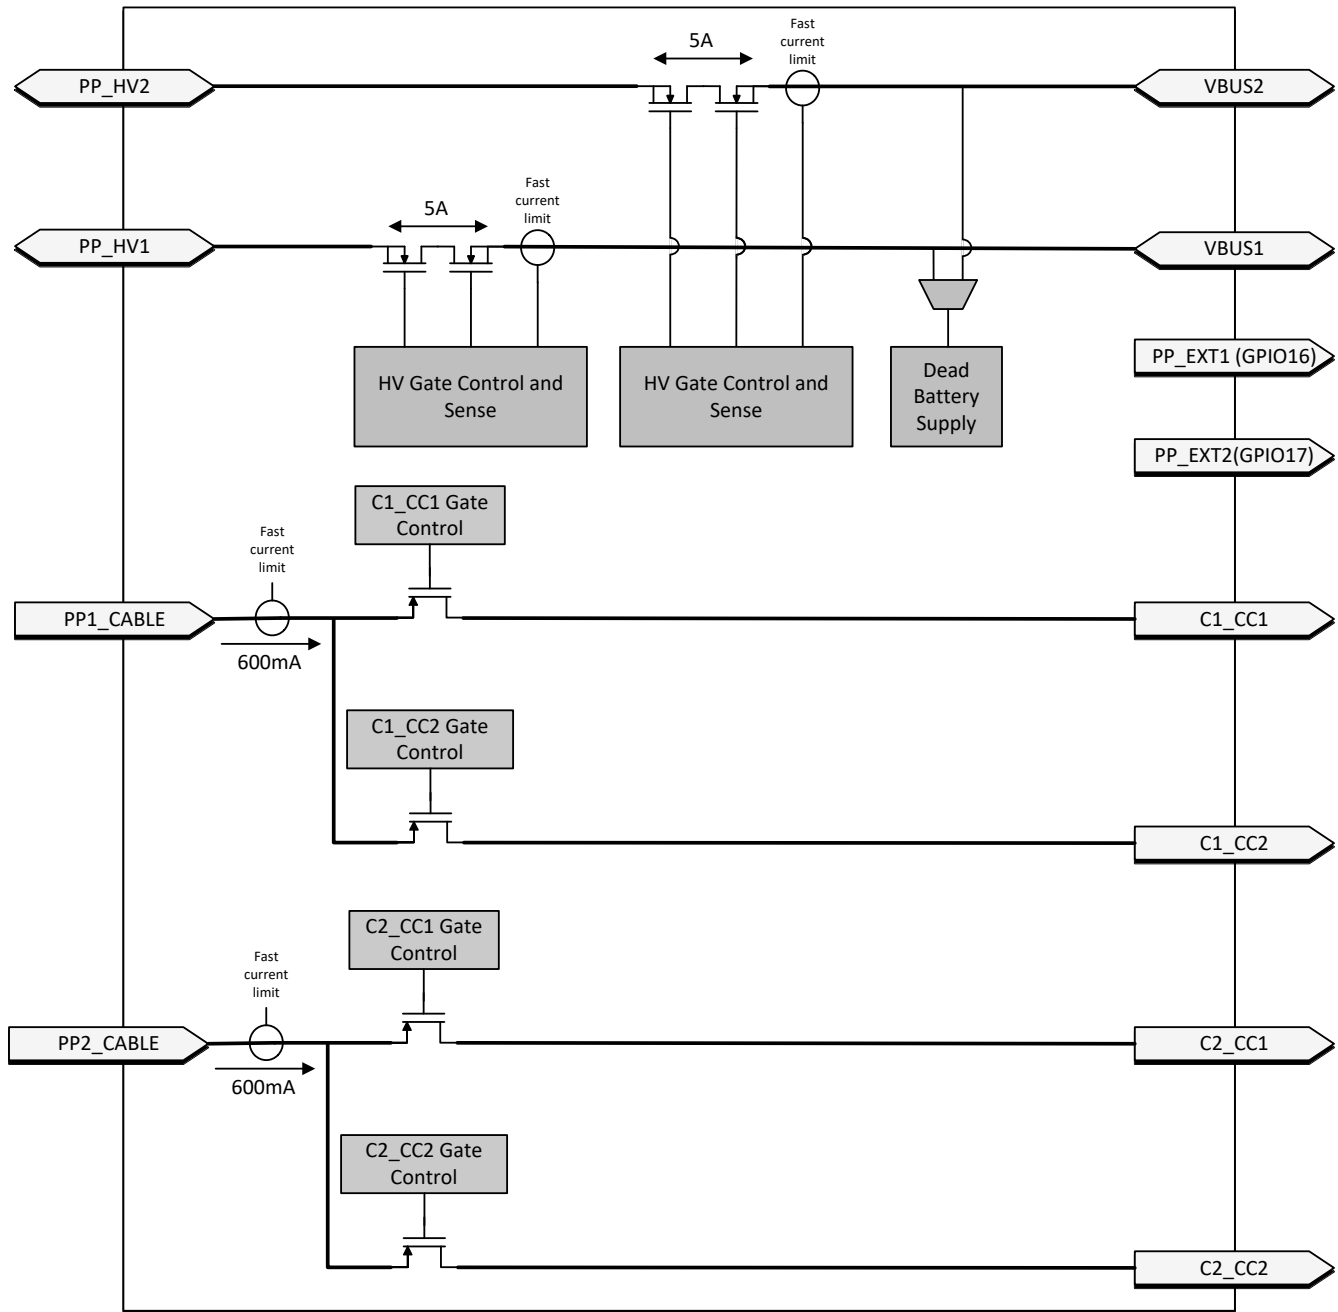 PP_HV2
5A
Fast
current
limit
VBUS2
PP_HV1
5A
Fast
current
limit
VBUS1
HV Gate Control and
Sense
HV Gate Control and
Sense
Dead
Battery
Supply
PP_EXT1 (GPIO16)
PP_EXT2(GPIO17)
C1_CC1 Gate
Control
Fast
current
limit
PP1_CABLE
600mA
C1_CC1
C1_CC2 Gate
Control
C1_CC2
C2_CC1 Gate
Control
Fast
current
limit
PP2_CABLE
600mA
C2_CC1
C2_CC2 Gate
Control
C2_CC2